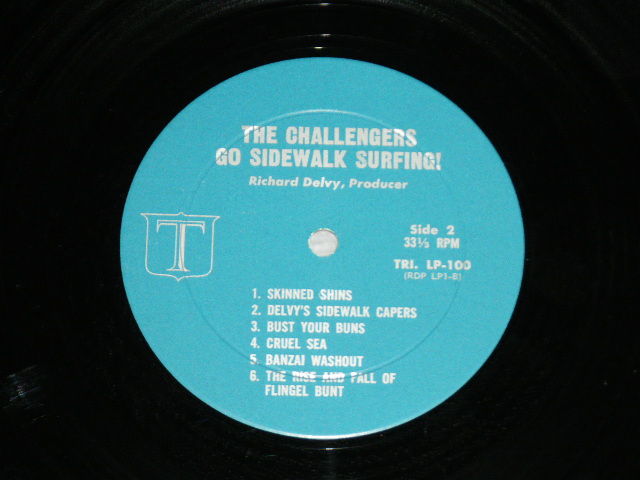 THE CHALLENGERS
GO SIDEWALK SURFING!
Richard Delvy, Producer
T
Side 2
33⅓ RPM
TRI. LP-100
(RDP LP1-B)
1. SKINNED SHINS
2. DELVY'S SIDEWALK CAPERS
3. BUST YOUR BUNS
4. CRUEL SEA
5. BANZAI WASHOUT
6. THE RISE AND FALL OF
FLINGEL BUNT